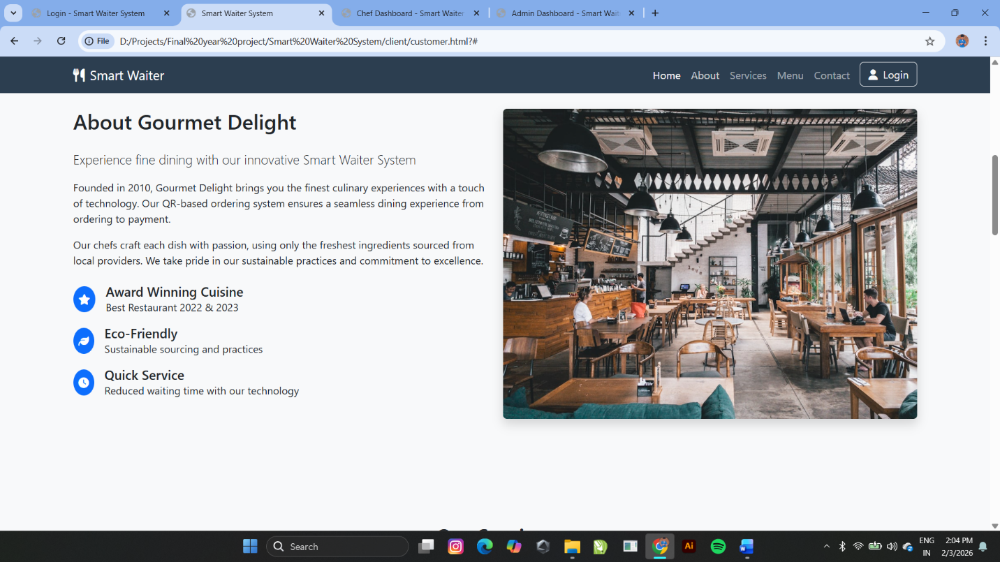 Login - Smart Waiter System
Smart Waiter System
Chef Dashboard - Smart Waiter
Admin Dashboard - Smart Wait
File
D:/Projects/Final%20year%20project/Smart%20Waiter%20System/client/customer.html?#
Smart Waiter
Home
About
Services
Menu
Contact
Login
About Gourmet Delight
Experience fine dining with our innovative Smart Waiter System
Founded in 2010, Gourmet Delight brings you the finest culinary experiences with a touch
of technology. Our QR-based ordering system ensures a seamless dining experience from
ordering to payment.
Our chefs craft each dish with passion, using only the freshest ingredients sourced from
local providers. We take pride in our sustainable practices and commitment to excellence.
Award Winning Cuisine
Best Restaurant 2022 & 2023
Eco-Friendly
Sustainable sourcing and practices
Quick Service
Reduced waiting time with our technology
Search
Ai
W
ENG
IN
2:04 PM
2/3/2026